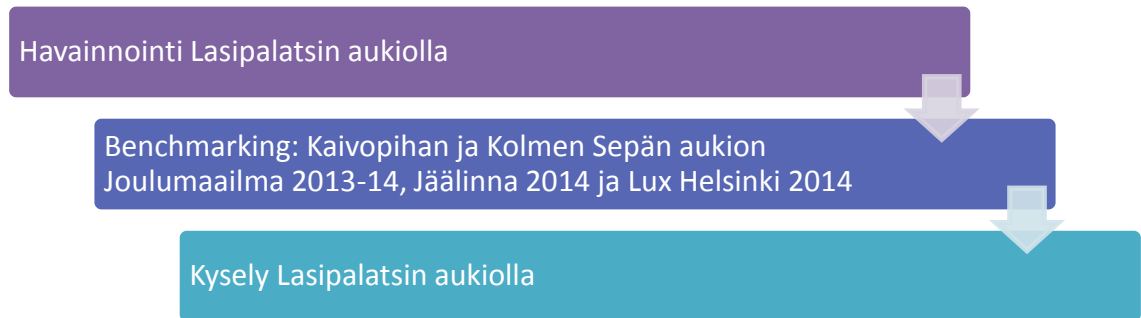 Havainnointi Lasipalatsin aukiolla
Benchmarking: Kaivopihan ja Kolmen Sepän aukion
Joulumaailma 2013-14, Jäälinna 2014 ja Lux Helsinki 2014
Kysely Lasipalatsin aukiolla